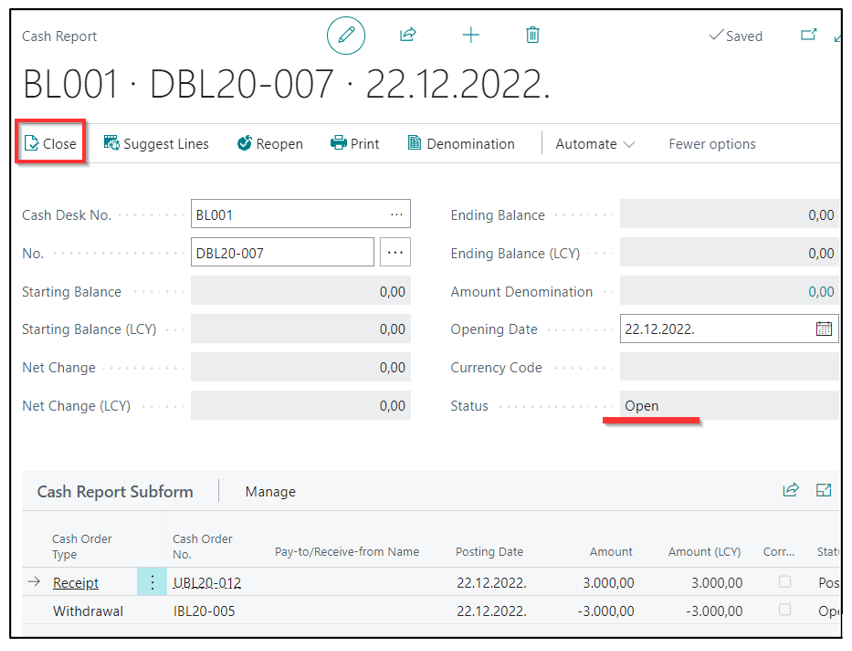 Cash Report
Saved
BL001 · DBL20-007 · 22.12.2022.
Close Suggest Lines Reopen Print Denomination Automate Fewer options
Cash Desk No. BL001 ...
Ending Balance 0,00
No. DBL20-007 ...
Ending Balance (LCY) 0,00
Starting Balance 0,00
Amount Denomination 0,00
Starting Balance (LCY) 0,00
Opening Date 22.12.2022.
Net Change 0,00
Currency Code
Net Change (LCY) 0,00
Status Open
Cash Report Subform Manage
Cash Order Type Cash Order No. Pay-to/Receive-from Name Posting Date Amount Amount (LCY) Corr... Statu
Receipt UBL20-012 22.12.2022. 3.000,00 3.000,00 Pos
Withdrawal IBL20-005 22.12.2022. -3.000,00 -3.000,00 Ope